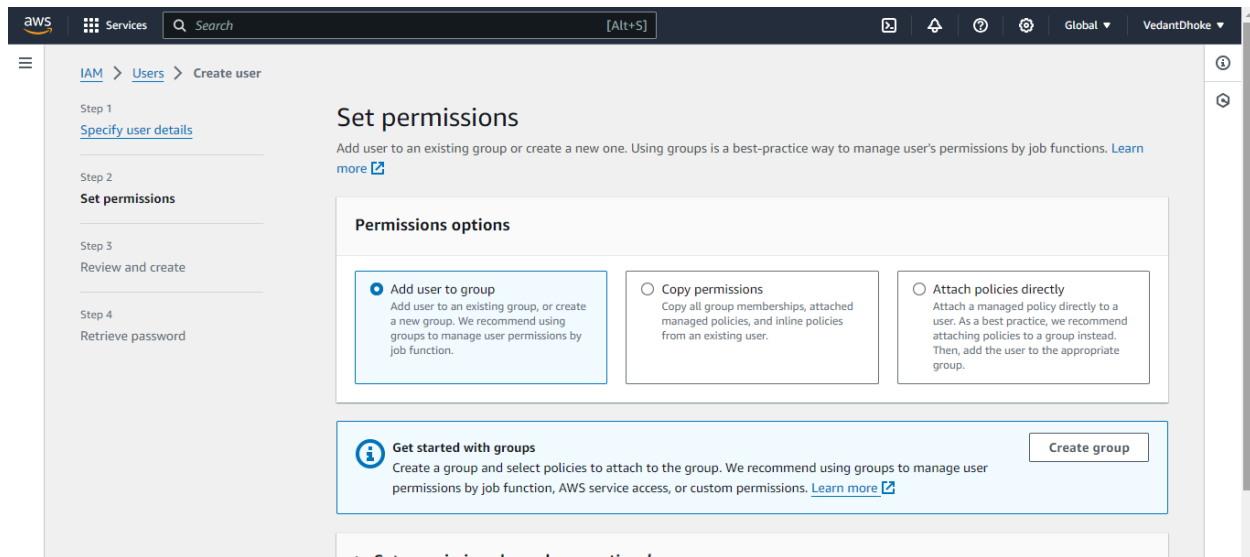 aws
Services
Search
[Alt+S]
Global
VedantDhoke
IAM > Users > Create user
Step 1
Specify user details
Step 2
Set permissions
Step 3
Review and create
Step 4
Retrieve password
Set permissions
Add user to an existing group or create a new one. Using groups is a best-practice way to manage user's permissions by job functions. Learn
more
Permissions options
Add user to group
Add user to an existing group, or create
a new group. We recommend using
groups to manage user permissions by
job function.
Copy permissions
Copy all group memberships, attached
managed policies, and inline policies
from an existing user.
Attach policies directly
Attach a managed policy directly to a
user. As a best practice, we recommend
attaching policies to a group instead.
Then, add the user to the appropriate
group.
Get started with groups
Create a group and select policies to attach to the group. We recommend using groups to manage user
permissions by job function, AWS service access, or custom permissions. Learn more
Create group